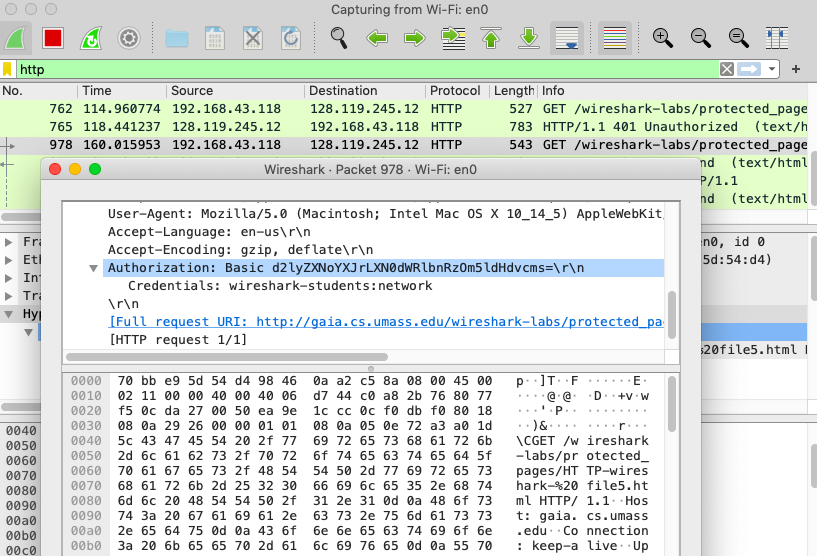 Capturing from Wi-Fi: en0
http
No. Time Source Destination Protocol Length Info
762 114.960774 192.168.43.118 128.119.245.12 HTTP 527 GET /wireshark-labs/protected_page
765 118.441237 128.119.245.12 192.168.43.118 HTTP 783 HTTP/1.1 401 Unauthorized (text/h
978 160.015953 192.168.43.118 128.119.245.12 HTTP 543 GET /wireshark-labs/protected_page
nd (text/html
P/1.1
nd (text/html
Wireshark · Packet 978 · Wi-Fi: en0
User-Agent: Mozilla/5.0 (Macintosh; Intel Mac OS X 10_14_5) AppleWebKit/
Accept-Language: en-us\r\n
Accept-Encoding: gzip, deflate\r\n
Authorization: Basic d2lyZXNoYXJrLXN0dWRlbnRzOm5ldHdvcms=\r\n
Credentials: wireshark-students:network
\r\n
[Full request URI: http://gaia.cs.umass.edu/wireshark-labs/protected_pa
[HTTP request 1/1]
Fra
en0, id 0
Eth
5d:54:d4)
Int
Tra
Hyp
%20file5.html H
0000 70 bb e9 5d 54 d4 98 46 0a a2 c5 8a 08 00 45 00 p··]T··F ······E·
0010 02 11 00 00 40 00 40 06 d7 44 c0 a8 2b 76 80 77 ····@·@· ·D··+v·w
0020 f5 0c da 27 00 50 ea 9e 1c cc 0c f0 db f0 80 18 ···'·P·· ········
0030 08 0a 29 26 00 00 01 01 08 0a 05 0e 72 a3 a0 1d ··)&···· ····r···
0040 5c 43 47 45 54 20 2f 77 69 72 65 73 68 61 72 6b \CGET /w ireshark
0050 2d 6c 61 62 73 2f 70 72 6f 74 65 63 74 65 64 5f -labs/pr otected_
0060 70 61 67 65 73 2f 48 54 54 50 2d 77 69 72 65 73 pages/HT TP-wires
0070 68 61 72 6b 2d 25 32 30 66 69 6c 65 35 2e 68 74 hark-%20 file5.ht
0080 6d 6c 20 48 54 54 50 2f 31 2e 31 0d 0a 48 6f 73 ml HTTP/ 1.1··Hos
0090 74 3a 20 67 61 69 61 2e 63 73 2e 75 6d 61 73 73 t: gaia. cs.umass
00a0 2e 65 64 75 0d 0a 43 6f 6e 6e 65 63 74 69 6f 6e .edu··Co nnection
00b0 3a 20 6b 65 65 70 2d 61 6c 69 76 65 0d 0a 55 70 : keep-a live··Up
0040
0050
0060
0070
0080
0090
00a0
00b0
00c0